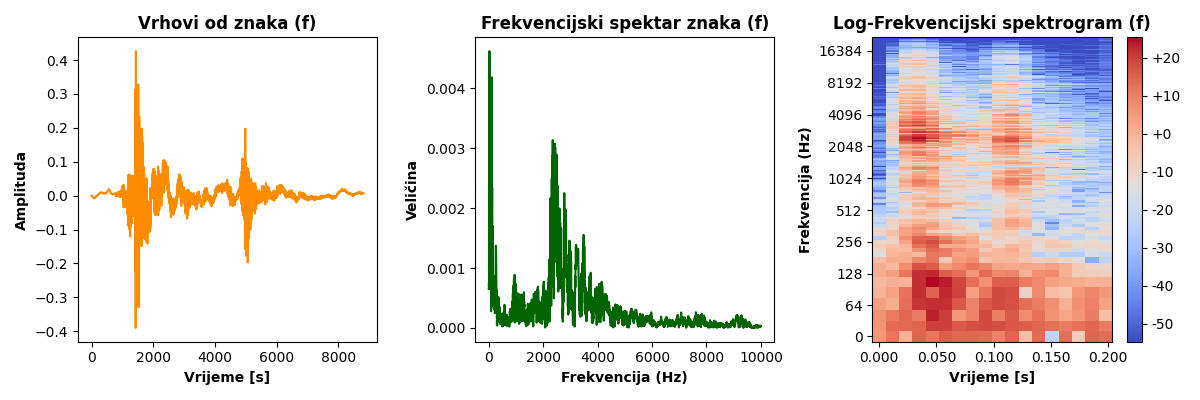 Vrhovi od znaka (f)
Amplituda
0.4
0.3
0.2
0.1
0.0
−0.1
−0.2
−0.3
−0.4
0 2000 4000 6000 8000
Vrijeme [s]
Frekvencijski spektar znaka (f)
Veličina
0.004
0.003
0.002
0.001
0.000
0 2000 4000 6000 8000 10000
Frekvencija (Hz)
Log-Frekvencijski spektrogram (f)
Frekvencija (Hz)
16384
8192
4096
2048
1024
512
256
128
64
0
0.000 0.050 0.100 0.150 0.200
Vrijeme [s]
+20
+10
+0
-10
-20
-30
-40
-50